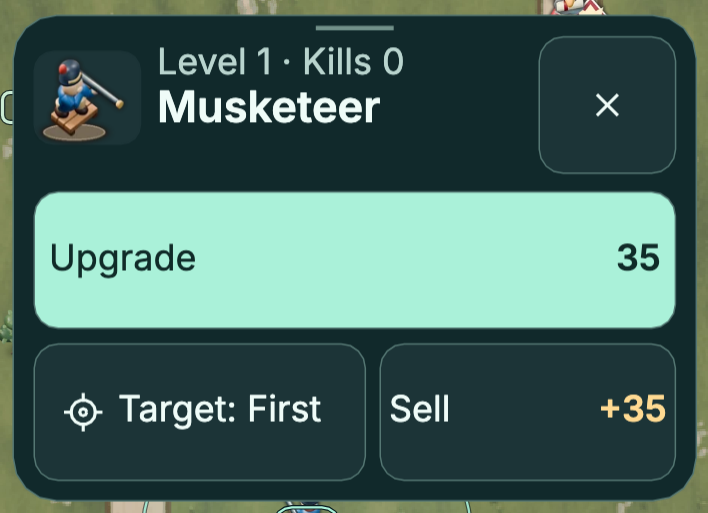 Level 1 · Kills 0
Musketeer
Upgrade 35
Target: First
Sell +35